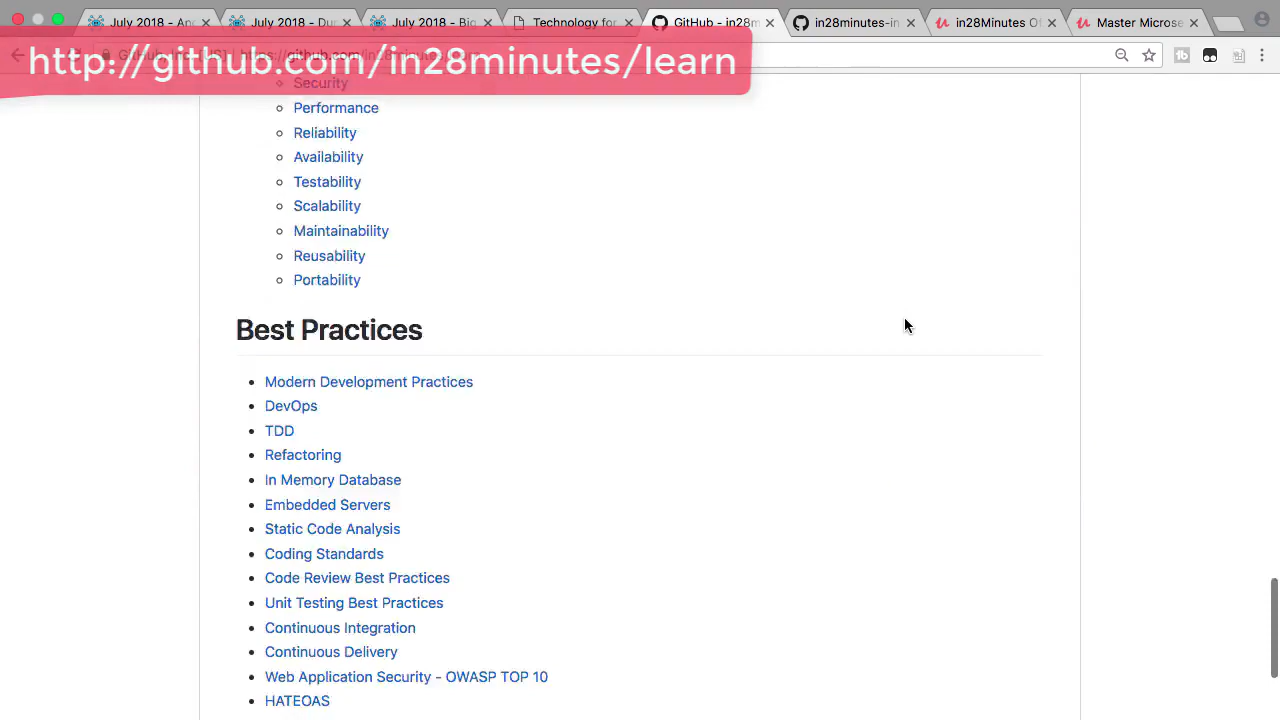 July 2018 - An
July 2018 - Du
July 2018 - Big
Technology for
GitHub - in28m
in28minutes-in
in28Minutes Of
Master Microse
http://github.com/in28minutes/learn
Security
Performance
Reliability
Availability
Testability
Scalability
Maintainability
Reusability
Portability
Best Practices
Modern Development Practices
DevOps
TDD
Refactoring
In Memory Database
Embedded Servers
Static Code Analysis
Coding Standards
Code Review Best Practices
Unit Testing Best Practices
Continuous Integration
Continuous Delivery
Web Application Security - OWASP TOP 10
HATEOAS